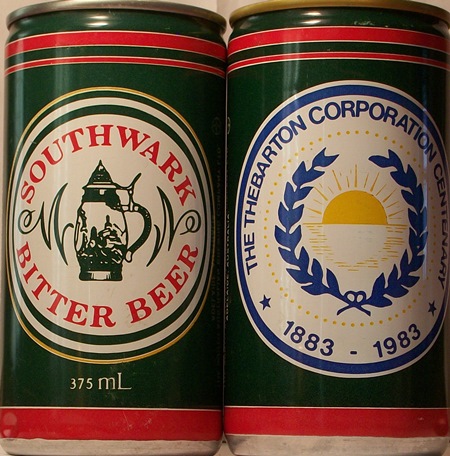 SOUTHWARK
BITTER BEER
375 mL
THE THEBARTON CORPORATION CENTENARY
1883 - 1983